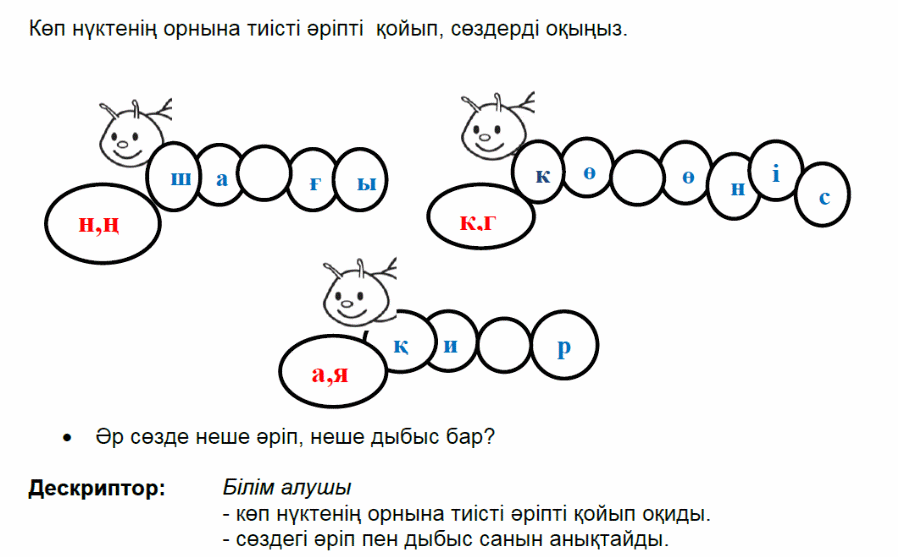 Көп нүктенің орнына тиісті әріпті қойып, сөздерді оқыңыз.
ш а ғ ы
н,ң
к ө ө н і с
к,г
қ и р
а,я
• Әр сөзде неше әріп, неше дыбыс бар?
Дескриптор: Білім алушы
- көп нүктенің орнына тиісті әріпті қойып оқиды.
- сөздегі әріп пен дыбыс санын анықтайды.